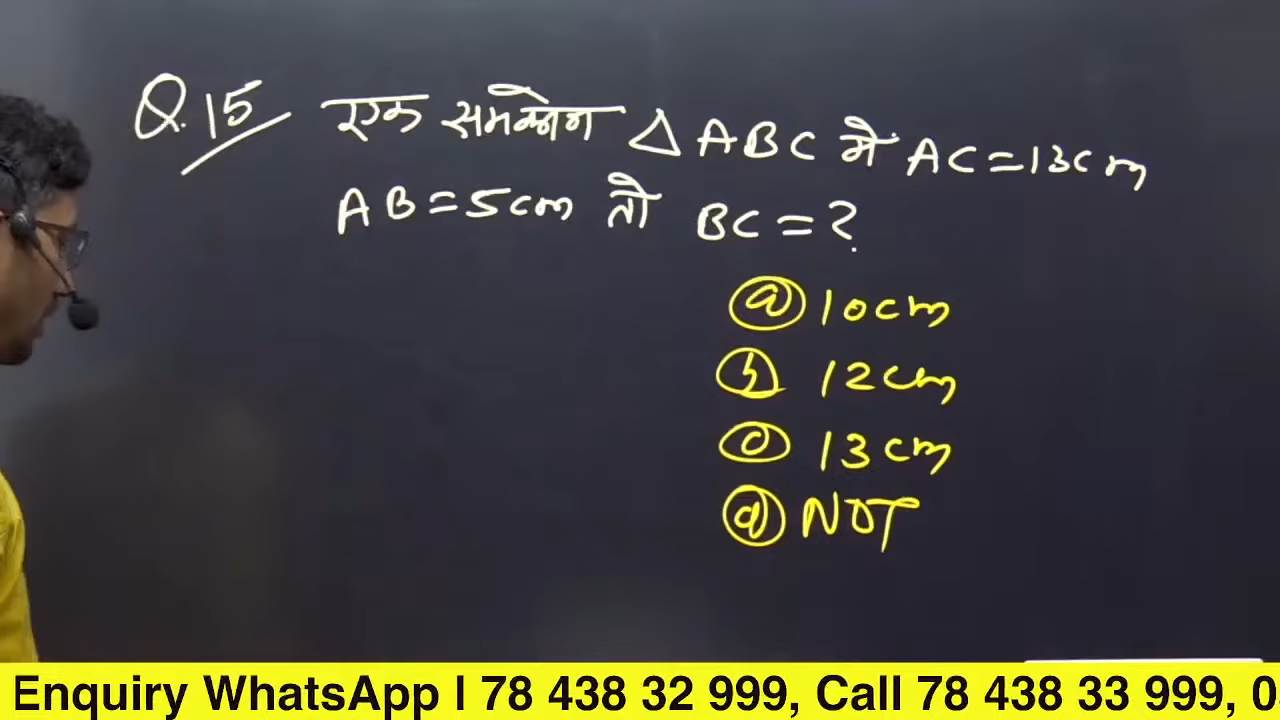 Q.15 एक समकोण △ABC मे AC=13cm
AB=5cm तो BC=?
a 10cm
b 12cm
c 13cm
d NOT
Enquiry WhatsApp l 78 438 32 999, Call 78 438 33 999, 0